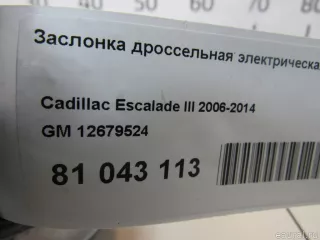 Заслонка дроссельная электрическа
Cadillac Escalade III 2006-2014
GM 12679524
81 043 113